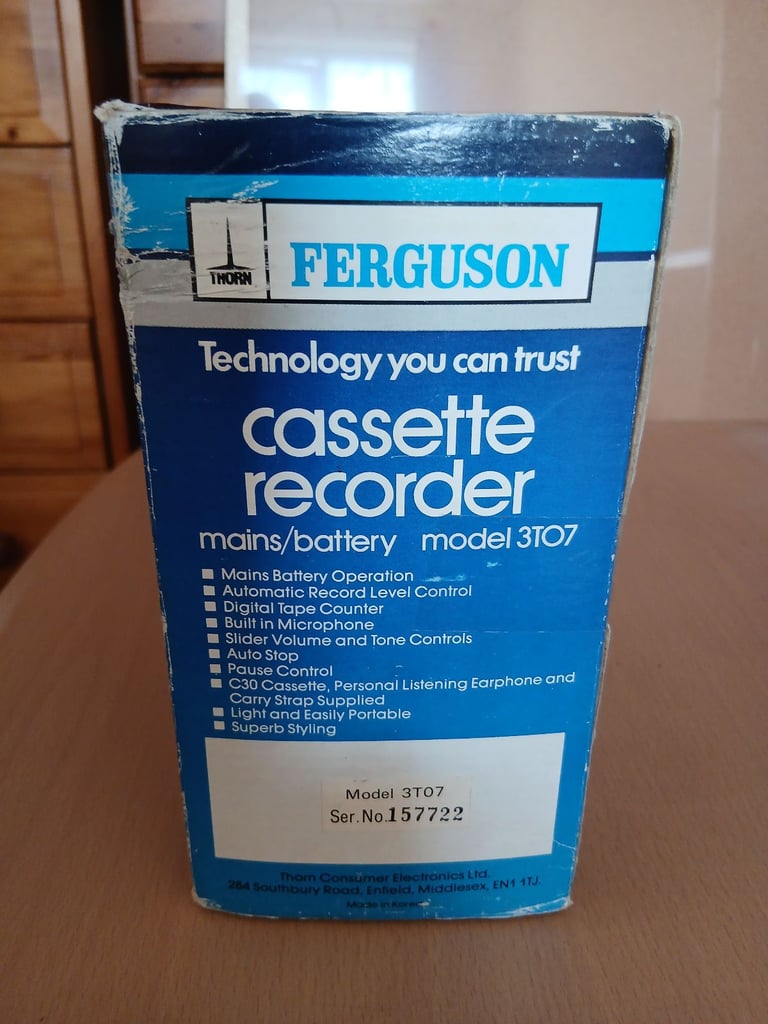 THORN
FERGUSON
Technology you can trust
cassette
recorder
mains/battery model 3T07
Mains Battery Operation
Automatic Record Level Control
Digital Tape Counter
Built in Microphone
Slider Volume and Tone Controls
Auto Stop
Pause Control
C30 Cassette, Personal Listening Earphone and
Carry Strap Supplied
Light and Easily Portable
Superb Styling
Model 3T07
Ser. No. 157722
Thorn Consumer Electronics Ltd.
284 Southbury Road, Enfield, Middlesex, EN1 1TJ.
Made in Korea